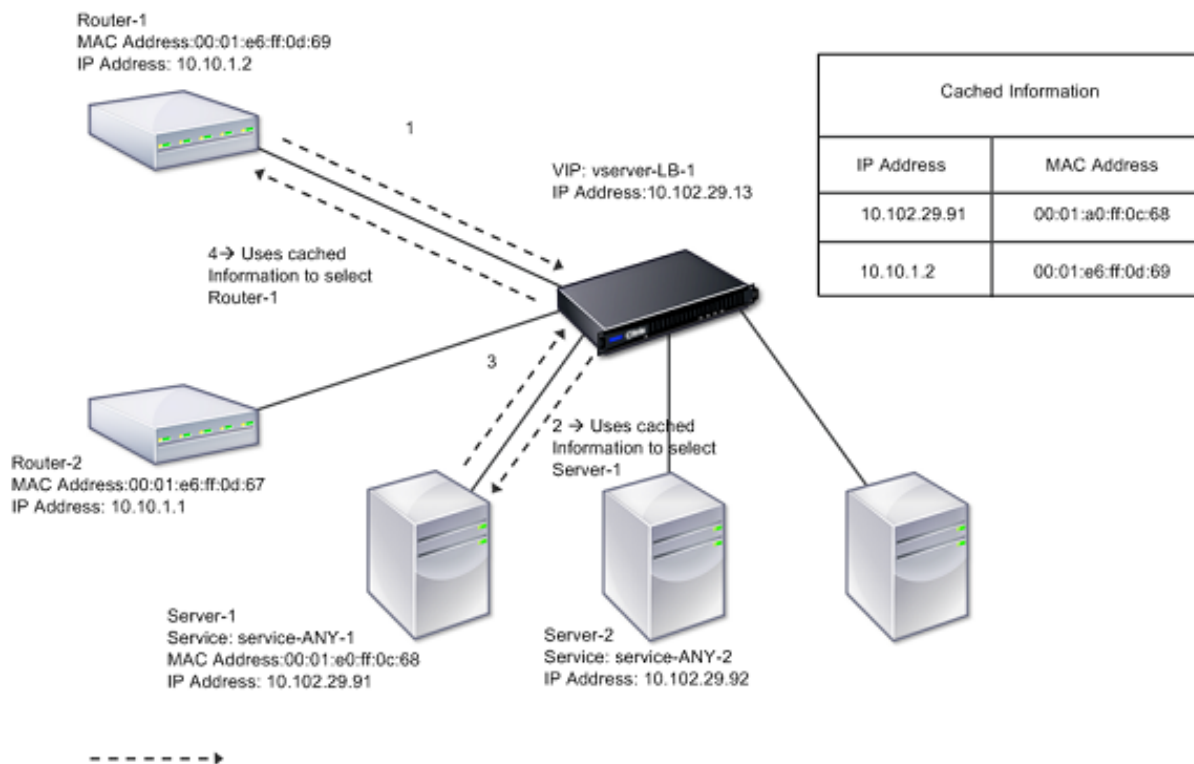 Router-1
MAC Address:00:01:e6:ff:0d:69
IP Address: 10.10.1.2
1
VIP: vserver-LB-1
IP Address:10.102.29.13
Cached Information
IP Address MAC Address
10.102.29.91 00:01:a0:ff:0c:68
10.10.1.2 00:01:e6:ff:0d:69
4→ Uses cached
Information to select
Router-1
3
2 → Uses cached
Information to select
Server-1
Router-2
MAC Address:00:01:e6:ff:0d:67
IP Address: 10.10.1.1
Server-1
Service: service-ANY-1
MAC Address:00:01:e0:ff:0c:68
IP Address: 10.102.29.91
Server-2
Service: service-ANY-2
IP Address: 10.102.29.92